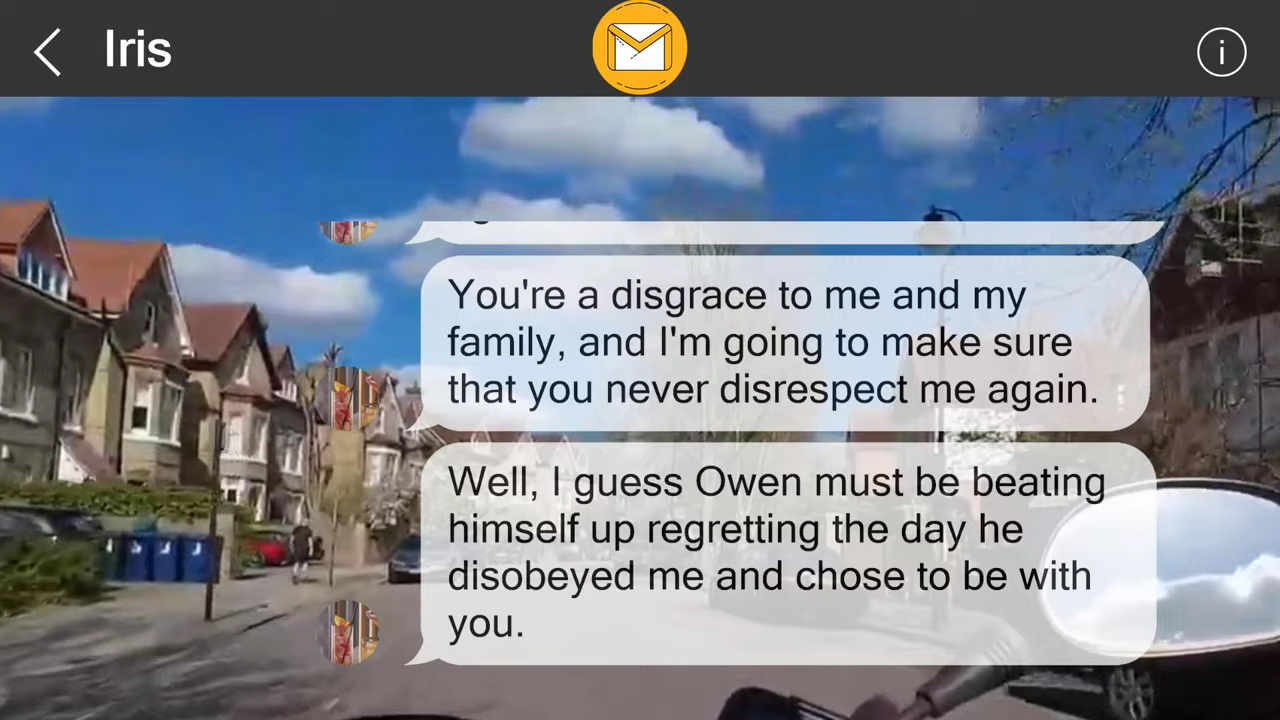 Iris
You're a disgrace to me and my
family, and I'm going to make sure
that you never disrespect me again.
Well, I guess Owen must be beating
himself up regretting the day he
disobeyed me and chose to be with
you.